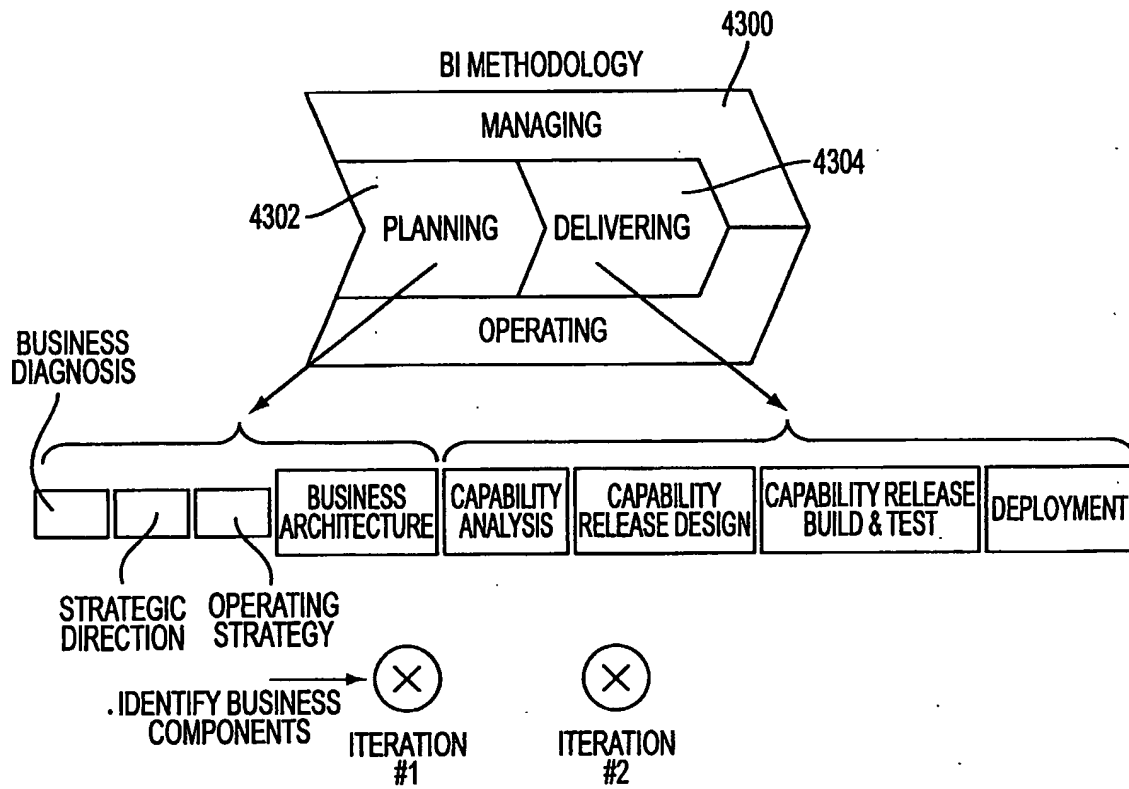 4300
BI METHODOLOGY
MANAGING
4304
4302
PLANNING
DELIVERING
OPERATING
BUSINESS
DIAGNOSIS
BUSINESS
ARCHITECTURE
CAPABILITY
ANALYSIS
CAPABILITY
RELEASE DESIGN
CAPABILITY RELEASE
BUILD & TEST
DEPLOYMENT
STRATEGIC
DIRECTION
OPERATING
STRATEGY
IDENTIFY BUSINESS
COMPONENTS
ITERATION
#1
ITERATION
#2